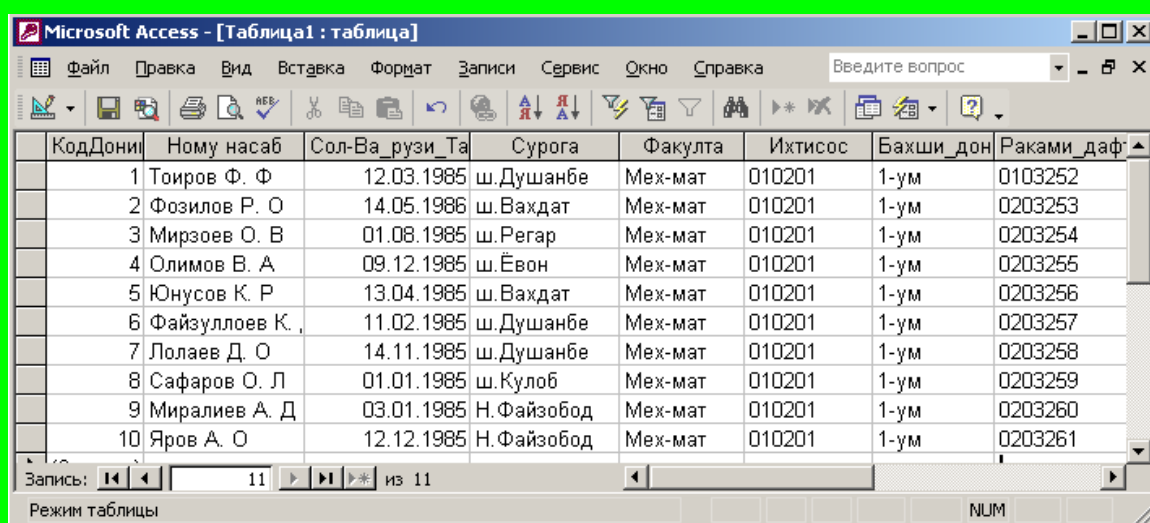 Microsoft Access - [Таблица1 : таблица]
Файл Правка Вид Вставка Формат Записи Сервис Окно Справка Введите вопрос
КодДони Ному насаб Сол-Ва_рузи_Та Сурога Факулта Ихтисос Бахши_дон Раками_дафт
1 Тоиров Ф. Ф 12.03.1985 ш.Душанбе Мех-мат 010201 1-ум 0103252
2 Фозилов Р. О 14.05.1986 ш.Вахдат Мех-мат 010201 1-ум 0203253
3 Мирзоев О. В 01.08.1985 ш.Регар Мех-мат 010201 1-ум 0203254
4 Олимов В. А 09.12.1985 ш.Ёвон Мех-мат 010201 1-ум 0203255
5 Юнусов К. Р 13.04.1985 ш.Вахдат Мех-мат 010201 1-ум 0203256
6 Файзуллоев К. 11.02.1985 ш.Душанбе Мех-мат 010201 1-ум 0203257
7 Лолаев Д. О 14.11.1985 ш.Душанбе Мех-мат 010201 1-ум 0203258
8 Сафаров О. Л 01.01.1985 ш.Кулоб Мех-мат 010201 1-ум 0203259
9 Миралиев А. Д 03.01.1985 Н.Файзобод Мех-мат 010201 1-ум 0203260
10 Яров А. О 12.12.1985 Н.Файзобод Мех-мат 010201 1-ум 0203261
Запись: 11 из 11
Режим таблицы NUM